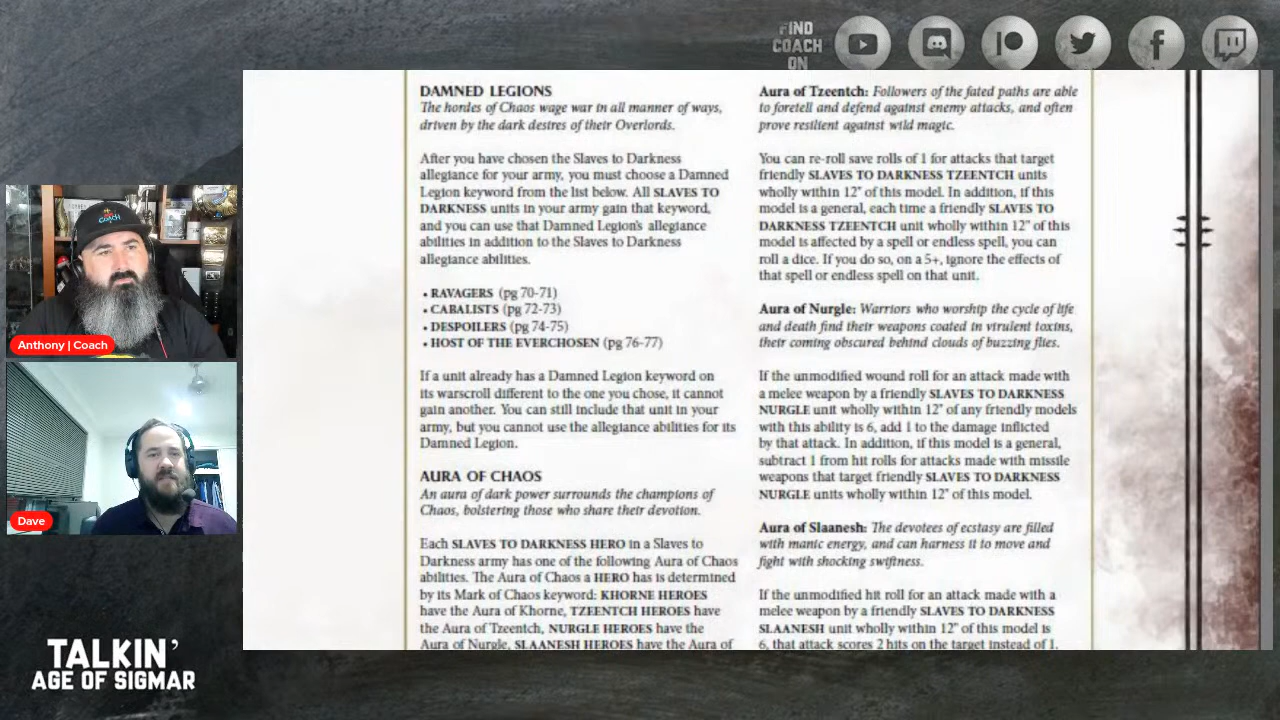 FIND
COACH
ON
DAMNED LEGIONS
The hordes of Chaos wage war in all manner of ways,
driven by the dark desires of their Overlords.
After you have chosen the Slaves to Darkness
allegiance for your army, you must choose a Damned
Legion keyword from the list below. All SLAVES TO
DARKNESS units in your army gain that keyword,
and you can use that Damned Legion's allegiance
abilities in addition to the Slaves to Darkness
allegiance abilities.
• RAVAGERS (pg 70-71)
• CABALISTS (pg 72-73)
• DESPOILERS (pg 74-75)
• HOST OF THE EVERCHOSEN (pg 76-77)
If a unit already has a Damned Legion keyword on
its warscroll different to the one you chose, it cannot
gain another. You can still include that unit in your
army, but you cannot use the allegiance abilities for its
Damned Legion.
AURA OF CHAOS
An aura of dark power surrounds the champions of
Chaos, bolstering those who share their devotion.
Each SLAVES TO DARKNESS HERO in a Slaves to
Darkness army has one of the following Aura of Chaos
abilities. The Aura of Chaos a HERO has is determined
by its Mark of Chaos keyword: KHORNE HEROES
have the Aura of Khorne, TZEENTCH HEROES have
the Aura of Tzeentch, NURGLE HEROES have the
Aura of Nurgle, SLAANESH HEROES have the Aura of
Aura of Tzeentch: Followers of the fated paths are able
to foretell and defend against enemy attacks, and often
prove resilient against wild magic.
You can re-roll save rolls of 1 for attacks that target
friendly SLAVES TO DARKNESS TZEENTCH units
wholly within 12" of this model. In addition, if this
model is a general, each time a friendly SLAVES TO
DARKNESS TZEENTCH unit wholly within 12" of this
model is affected by a spell or endless spell, you can
roll a dice. If you do so, on a 5+, ignore the effects of
that spell or endless spell on that unit.
Aura of Nurgle: Warriors who worship the cycle of life
and death find their weapons coated in virulent toxins,
their coming obscured behind clouds of buzzing flies.
If the unmodified wound roll for an attack made with
a melee weapon by a friendly SLAVES TO DARKNESS
NURGLE unit wholly within 12" of any friendly models
with this ability is 6, add 1 to the damage inflicted
by that attack. In addition, if this model is a general,
subtract 1 from hit rolls for attacks made with missile
weapons that target friendly SLAVES TO DARKNESS
NURGLE units wholly within 12" of this model.
Aura of Slaanesh: The devotees of ecstasy are filled
with manic energy, and can harness it to move and
fight with shocking swiftness.
If the unmodified hit roll for an attack made with a
melee weapon by a friendly SLAVES TO DARKNESS
SLAANESH unit wholly within 12" of this model is
6, that attack scores 2 hits on the target instead of 1.
COACH
Anthony | Coach
Dave
TALKIN'
AGE OF SIGMAR